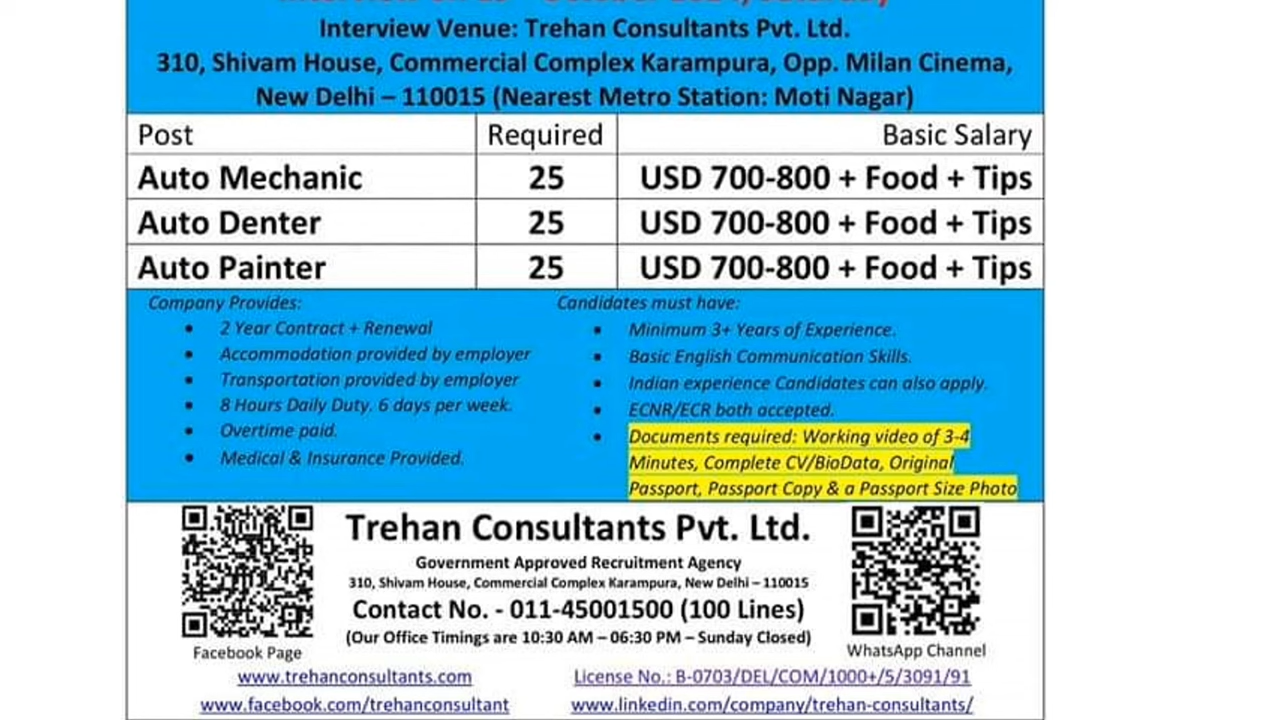 Interview Venue: Trehan Consultants Pvt. Ltd.
310, Shivam House, Commercial Complex Karampura, Opp. Milan Cinema,
New Delhi – 110015 (Nearest Metro Station: Moti Nagar)
Post Required Basic Salary
Auto Mechanic 25 USD 700-800 + Food + Tips
Auto Denter 25 USD 700-800 + Food + Tips
Auto Painter 25 USD 700-800 + Food + Tips
Company Provides:
• 2 Year Contract + Renewal
• Accommodation provided by employer
• Transportation provided by employer
• 8 Hours Daily Duty. 6 days per week.
• Overtime paid.
• Medical & Insurance Provided.
Candidates must have:
• Minimum 3+ Years of Experience.
• Basic English Communication Skills.
• Indian experience Candidates can also apply.
• ECNR/ECR both accepted.
• Documents required: Working video of 3-4
Minutes, Complete CV/BioData, Original
Passport, Passport Copy & a Passport Size Photo
Trehan Consultants Pvt. Ltd.
Government Approved Recruitment Agency
310, Shivam House, Commercial Complex Karampura, New Delhi – 110015
Contact No. - 011-45001500 (100 Lines)
(Our Office Timings are 10:30 AM – 06:30 PM – Sunday Closed)
Facebook Page
WhatsApp Channel
www.trehanconsultants.com
License No.: B-0703/DEL/COM/1000+/5/3091/91
www.facebook.com/trehanconsultant
www.linkedin.com/company/trehan-consultants/